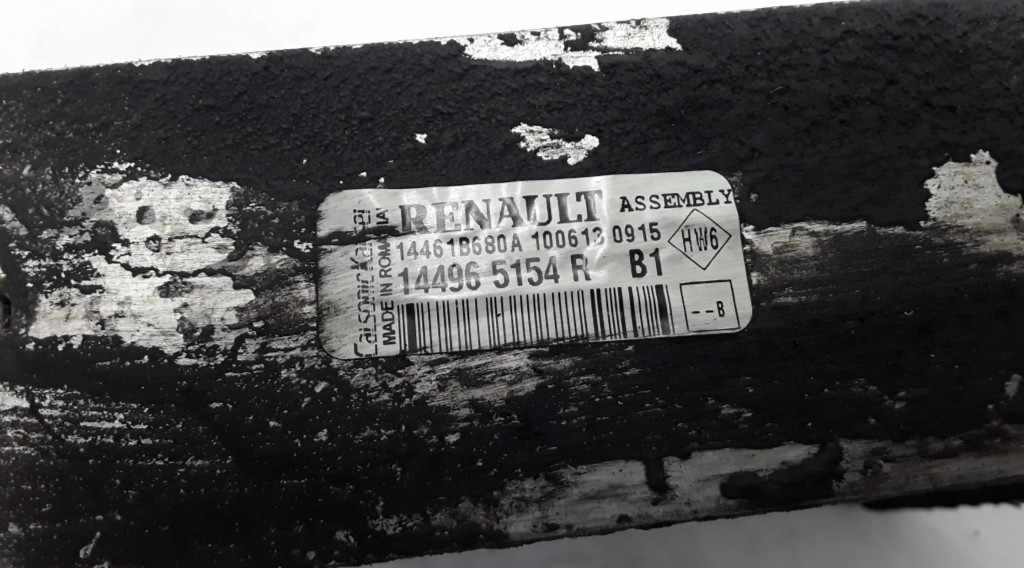 RENAULT ASSEMBLY
14461B680A 100613 0915
14496 5154 R B1
HW6
--B
MADE IN ROMANIA